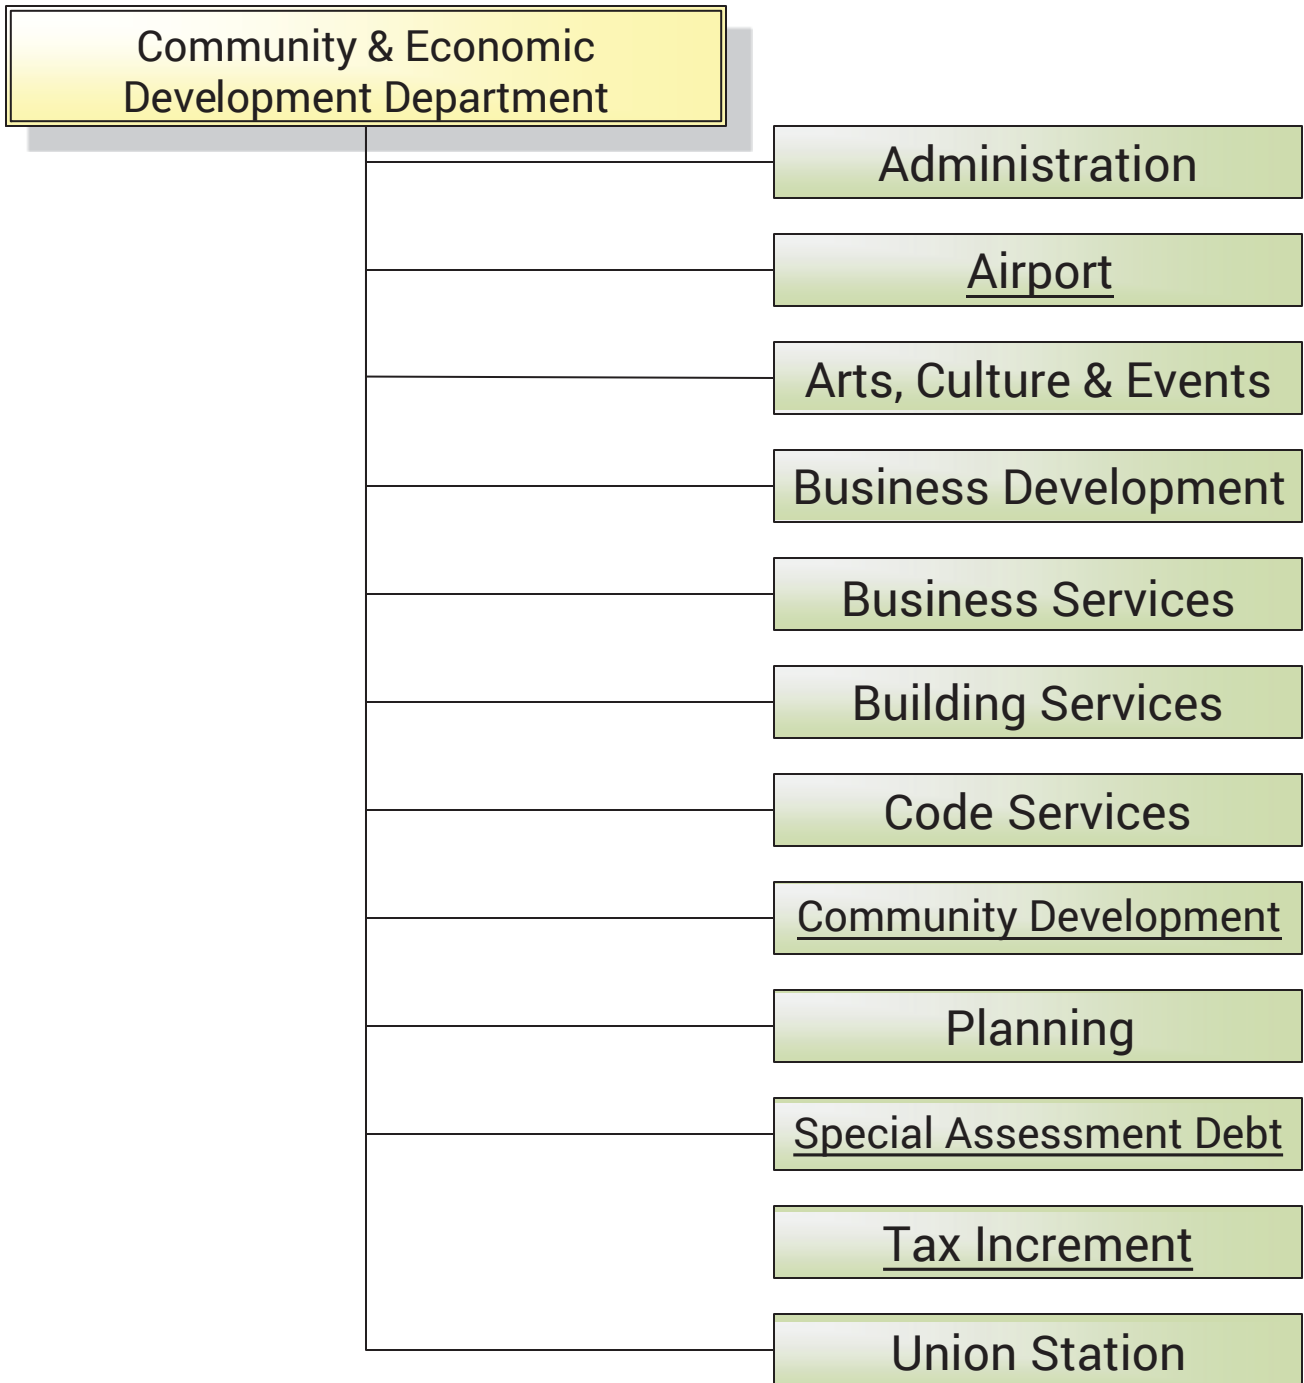 Community & Economic
Development Department
Administration
Airport
Arts, Culture & Events
Business Development
Business Services
Building Services
Code Services
Community Development
Planning
Special Assessment Debt
Tax Increment
Union Station